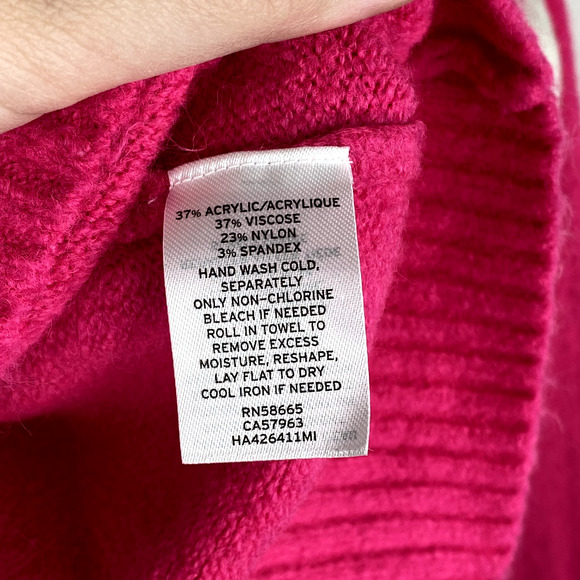 37% ACRYLIC/ACRYLIQUE
37% VISCOSE
23% NYLON
3% SPANDEX
HAND WASH COLD,
SEPARATELY
ONLY NON-CHLORINE
BLEACH IF NEEDED
ROLL IN TOWEL TO
REMOVE EXCESS
MOISTURE, RESHAPE,
LAY FLAT TO DRY
COOL IRON IF NEEDED
RN58665
CA57963
HA426411MI